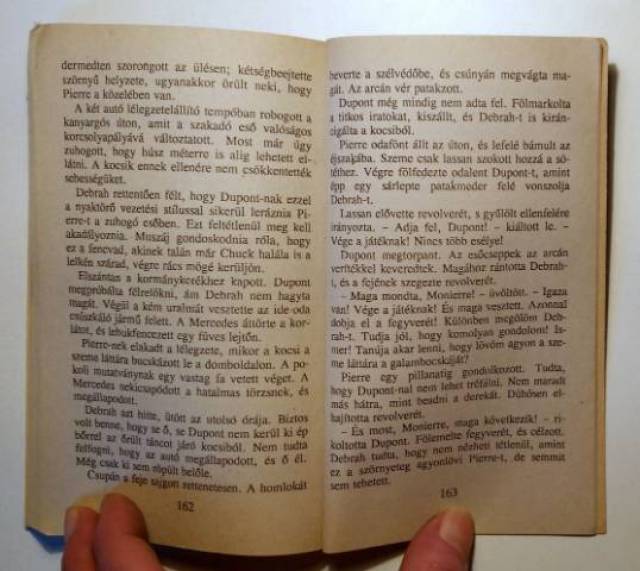 dermedten szorongott az ülésen; kétségbeejtette
szörnyű helyzete, ugyanakkor örült neki, hogy
Pierre a közelében van.
A két autó lélegzetelállító tempóban robogott a
kanyargós úton, amit a szakadó eső valóságos
korcsolyapályává változtatott. Most már úgy
zuhogott, hogy húsz méterre is alig lehetett el-
látni. A kocsik ennek ellenére nem csökkentették
sebességüket.
Debrah rettentően félt, hogy Dupont-nak ezzel
a nyaktörő vezetési stílussal sikerül leráznia Pi-
erre-t a zuhogó esőben. Ezt feltétlenül meg kell
akadályoznia. Muszáj gondoskodnia róla, hogy
ez a fenevad, akinek talán már Chuck halála is a
lelkén szárad, végre rács mögé kerüljön.
Elszántan a kormánykerékhez kapott. Dupont
megpróbálta félrelökni, ám Debrah nem hagyta
magát. Végül a kém uralmát vesztette az ide-oda
csúszkáló jármű felett. A Mercedes áttörte a kor-
látot, és lebukfencezett egy füves lejtőn.
Pierre-nek elakadt a lélegzete, mikor a kocsi a
szeme láttára bucskázott le a domboldalon. A po-
koli mutatványnak egy vastag fa vetett véget. A
Mercedes nekicsapódott a hatalmas törzsnek, és
megállapodott.
Debrah azt hitte, ütött az utolsó órája. Biztos
volt benne, hogy se ő, se Dupont nem kerül ki ép
bőrrel az őrült táncot járó kocsiból. Nem tudta
felfogni, hogy az autó megállapodott, és ő él.
Még csak ki sem röpült belőle.
Csupán a feje sajgott rettenetesen. A homlokát
162
beverte a szélvédőbe, és csúnyán megvágta ma-
gát. Az arcán vér patakzott.
Dupont még mindig nem adta fel. Fölmarkolta
a titkos iratokat, kiszállt, és Debrah-t is kirán-
cigálta a kocsiból.
Pierre odafönt állt az úton, és lefelé bámult az
éjszakába. Szeme csak lassan szokott hozzá a sö-
téthez. Végre fölfedezte odalent Dupont-t, amint
épp egy sárlepte patakmeder felé vonszolja
Debrah-t.
Lassan elővette revolverét, s gyűlölt ellenfelére
irányozta. – Adja fel, Dupont! – kiáltott le. –
Vége a játéknak! Nincs több esélye!
Dupont megtorpant. Az esőcseppek az arcán
verítékkel keveredtek. Magához rántotta Debrah-
t, és a fejének szegezte revolverét.
– Maga mondta, Monierre! – üvöltött. – Igaza
van! Vége a játéknak! És maga vesztett. Azonnal
dobja el a fegyverét! Különben megölöm Deb-
rah-t. Tudja jól, hogy komolyan gondolom! Is-
mer! Tanúja akar lenni, hogy lövöm agyon a sze-
me láttára a galambocskáját?
Pierre egy pillanatig gondolkozott. Tudta,
hogy Dupont-nal nem lehet tréfálni. Nem maradt
más hátra, mint beadni a derekát. Dühösen el-
hajította revolverét.
– És most, Monierre, maga következik! – ri-
koltotta Dupont. Fölemelte fegyverét, és célzott.
Debrah tudta, hogy nem nézheti tétlenül, amint
ez a szörnyeteg agyonlövi Pierre-t, de semmit
sem tehetett.
163